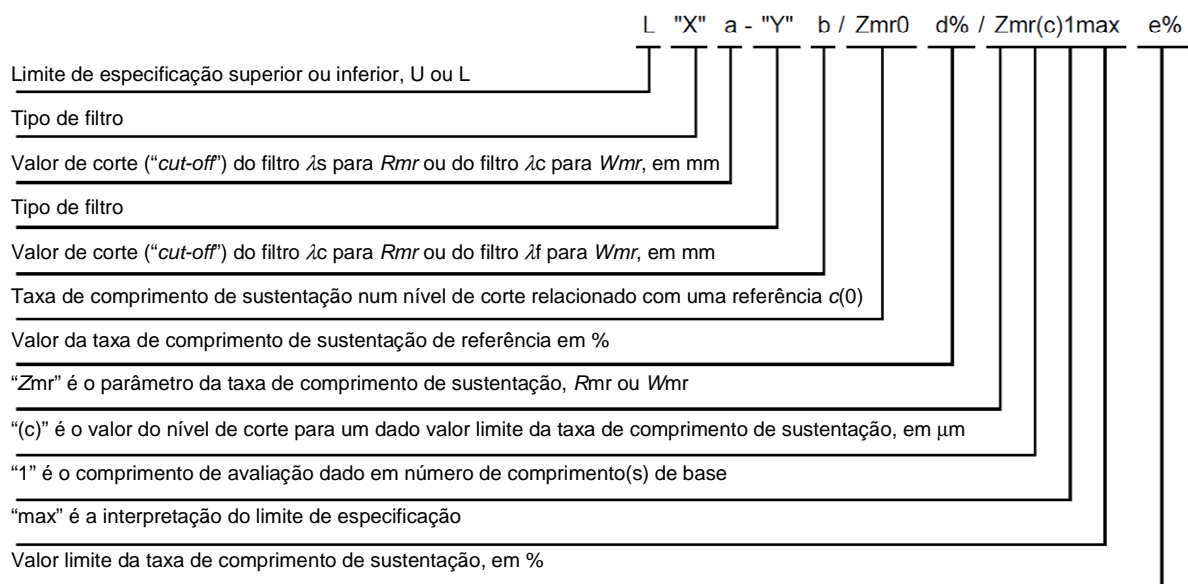 L "X" a - "Y" b / Zmr0 d% / Zmr(c)1max e%
Limite de especificação superior ou inferior, U ou L
Tipo de filtro
Valor de corte (“cut-off”) do filtro λs para Rmr ou do filtro λc para Wmr, em mm
Tipo de filtro
Valor de corte (“cut-off”) do filtro λc para Rmr ou do filtro λf para Wmr, em mm
Taxa de comprimento de sustentação num nível de corte relacionado com uma referência c(0)
Valor da taxa de comprimento de sustentação de referência em %
“Zmr” é o parâmetro da taxa de comprimento de sustentação, Rmr ou Wmr
“(c)” é o valor do nível de corte para um dado valor limite da taxa de comprimento de sustentação, em μm
“1” é o comprimento de avaliação dado em número de comprimento(s) de base
“max” é a interpretação do limite de especificação
Valor limite da taxa de comprimento de sustentação, em %